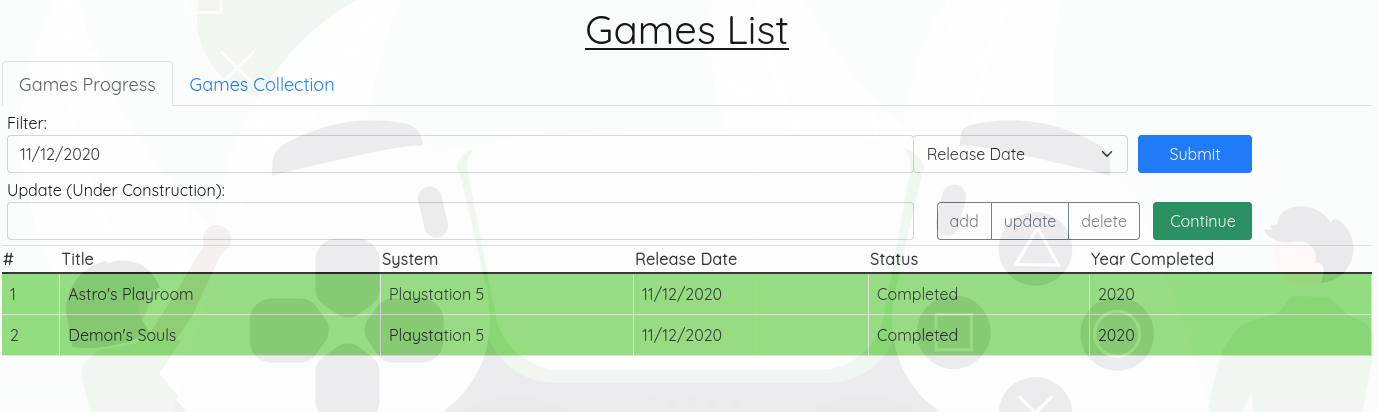 Games List
Games Progress Games Collection
Filter:
11/12/2020 Release Date Submit
Update (Under Construction):
add update delete Continue
# Title System Release Date Status Year Completed
1 Astro's Playroom Playstation 5 11/12/2020 Completed 2020
2 Demon's Souls Playstation 5 11/12/2020 Completed 2020